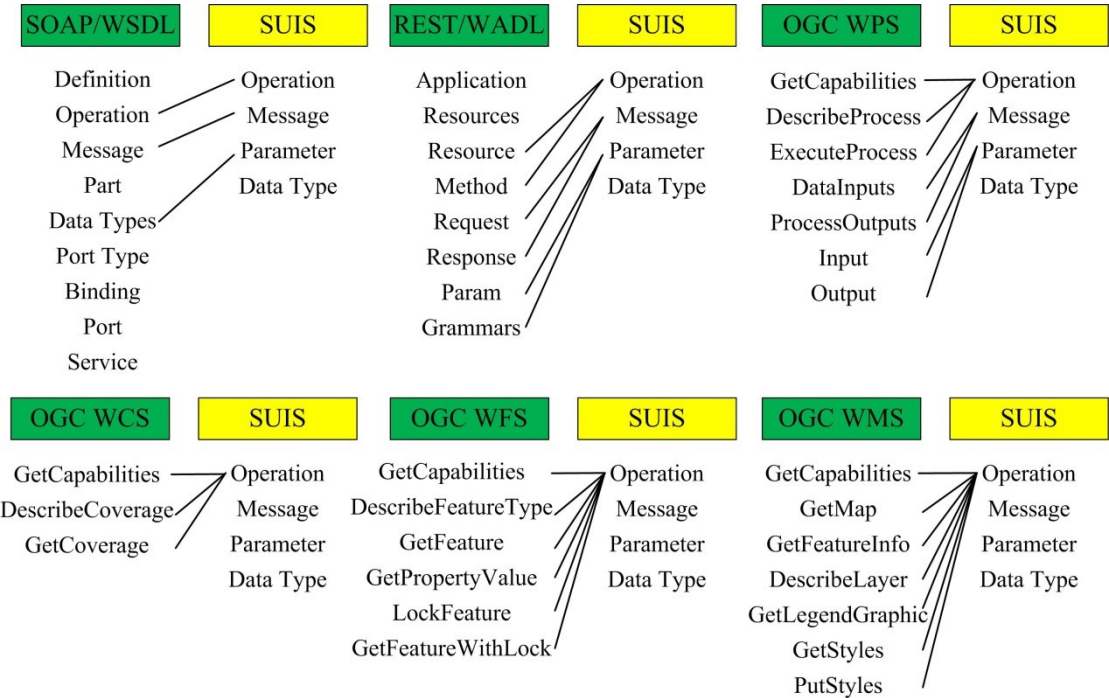 SOAP/WSDL SUIS REST/WADL SUIS OGC WPS SUIS
Definition Operation Application Operation GetCapabilities Operation
Operation Message Resources Message DescribeProcess Message
Message Parameter Resource Parameter ExecuteProcess Parameter
Part Data Type Method Data Type DataInputs Data Type
Data Types Request ProcessOutputs
Port Type Response Input
Binding Param Output
Port Grammars
Service
OGC WCS SUIS OGC WFS SUIS OGC WMS SUIS
GetCapabilities Operation GetCapabilities Operation GetCapabilities Operation
DescribeCoverage Message DescribeFeatureType Message GetMap Message
GetCoverage Parameter GetFeature Parameter GetFeatureInfo Parameter
Data Type GetPropertyValue Data Type DescribeLayer Data Type
LockFeature GetLegendGraphic
GetFeatureWithLock GetStyles
PutStyles